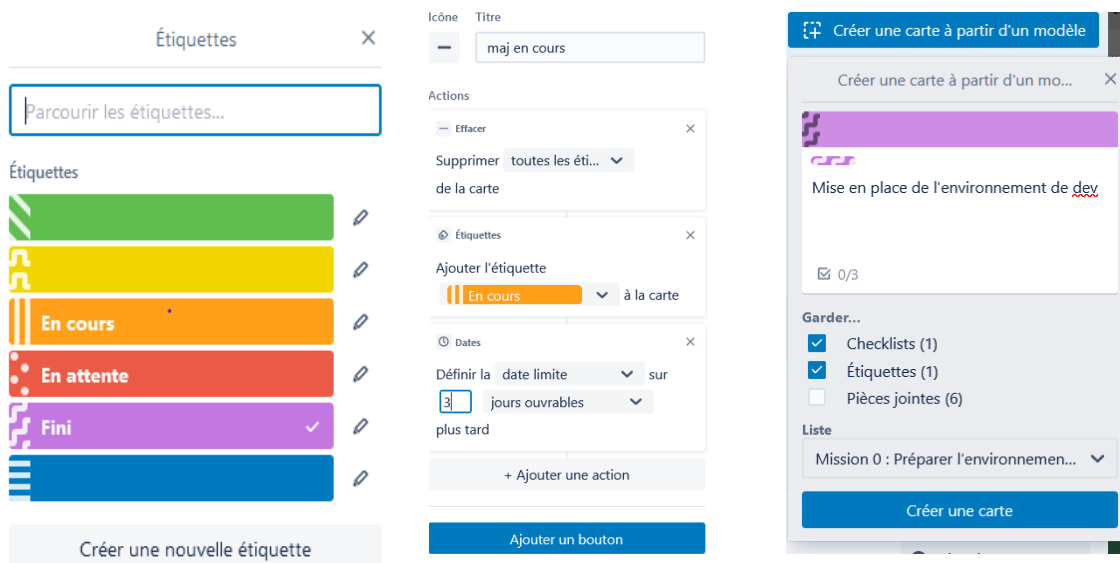 Étiquettes
Parcourir les étiquettes...
Étiquettes
En cours
En attente
Fini
Créer une nouvelle étiquette
Icône Titre
maj en cours
Actions
Effacer
Supprimer toutes les éti...
de la carte
Étiquettes
Ajouter l'étiquette
En cours à la carte
Dates
Définir la date limite sur
3 jours ouvrables
plus tard
+ Ajouter une action
Ajouter un bouton
Créer une carte à partir d'un modèle
Créer une carte à partir d'un mo...
Mise en place de l'environnement de dev
0/3
Garder...
Checklists (1)
Étiquettes (1)
Pièces jointes (6)
Liste
Mission 0 : Préparer l'environnemen...
Créer une carte